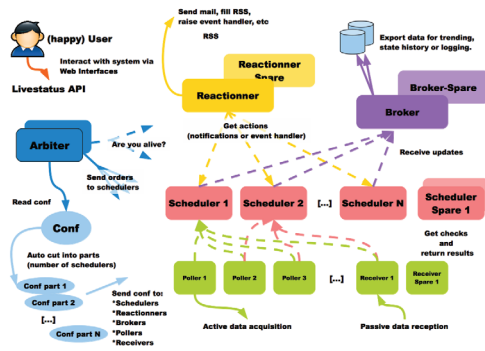 (happy) User
Interact with system via
Web Interfaces
Livestatus API
Send mail, fill RSS,
raise event handler, etc
RSS
Reactionner
Spare
Reactionner
Export data for trending,
state history or logging.
Broker-Spare
Broker
Arbiter
Are you alive?
Send orders
to schedulers
Get actions
(notifications or event handler)
Receive updates
Read conf
Conf
Scheduler 1
Scheduler 2
[...]
Scheduler N
Scheduler
Spare 1
Auto cut into parts
(number of schedulers)
Get checks
and
return results
Conf part 1
Conf part 2
[...]
Conf part N
Send conf to:
*Schedulers
*Reactionners
*Brokers
*Pollers
*Receivers
Poller 1
Poller 2
Poller 3
[...]
Receiver 1
Receiver
Spare 1
Active data acquisition
Passive data reception